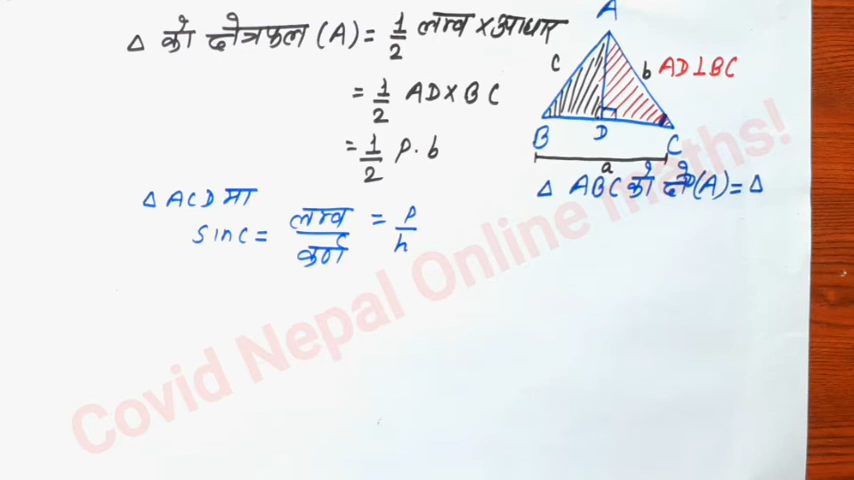 △ को क्षेत्रफल (A) = 1/2 लम्ब × आधार
= 1/2 AD × BC
= 1/2 p . b
△ ACD मा
sin C = लम्ब/कर्ण = p/h
A
c
b
AD⊥BC
B
D
C
a
△ ABC को क्षे (A) = △
Covid Nepal Online maths!